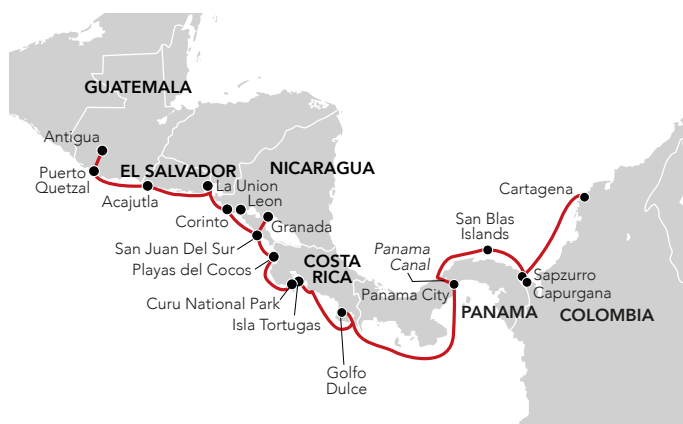 GUATEMALA
Antigua
Puerto
Quetzal
EL SALVADOR
Acajutla
La Union
NICARAGUA
Leon
Corinto
Granada
San Juan Del Sur
Playas del Cocos
COSTA
RICA
Curu National Park
Isla Tortugas
Golfo
Dulce
Panama
Canal
Panama City
San Blas
Islands
PANAMA
Cartagena
Sapzurro
Capurgana
COLOMBIA